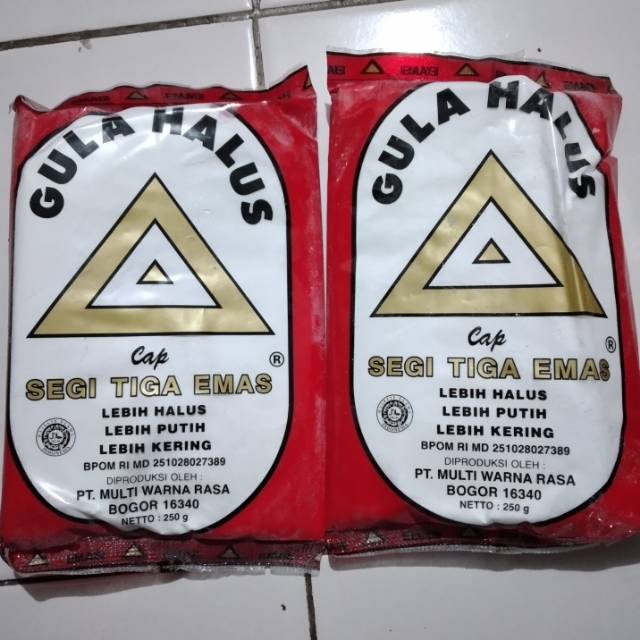 GULA HALUS
Cap
®
SEGI TIGA EMAS
LEBIH HALUS
LEBIH PUTIH
LEBIH KERING
BPOM RI MD 251028027389
DIPRODUKSI OLEH :
PT. MULTI WARNA RASA
BOGOR 16340
NETTO : 250 g
GULA HALUS
Cap
®
SEGI TIGA EMAS
LEBIH HALUS
LEBIH PUTIH
LEBIH KERING
BPOM RI MD 251028027389
DIPRODUKSI OLEH :
PT. MULTI WARNA RASA
BOGOR 16340
NETTO : 250 g